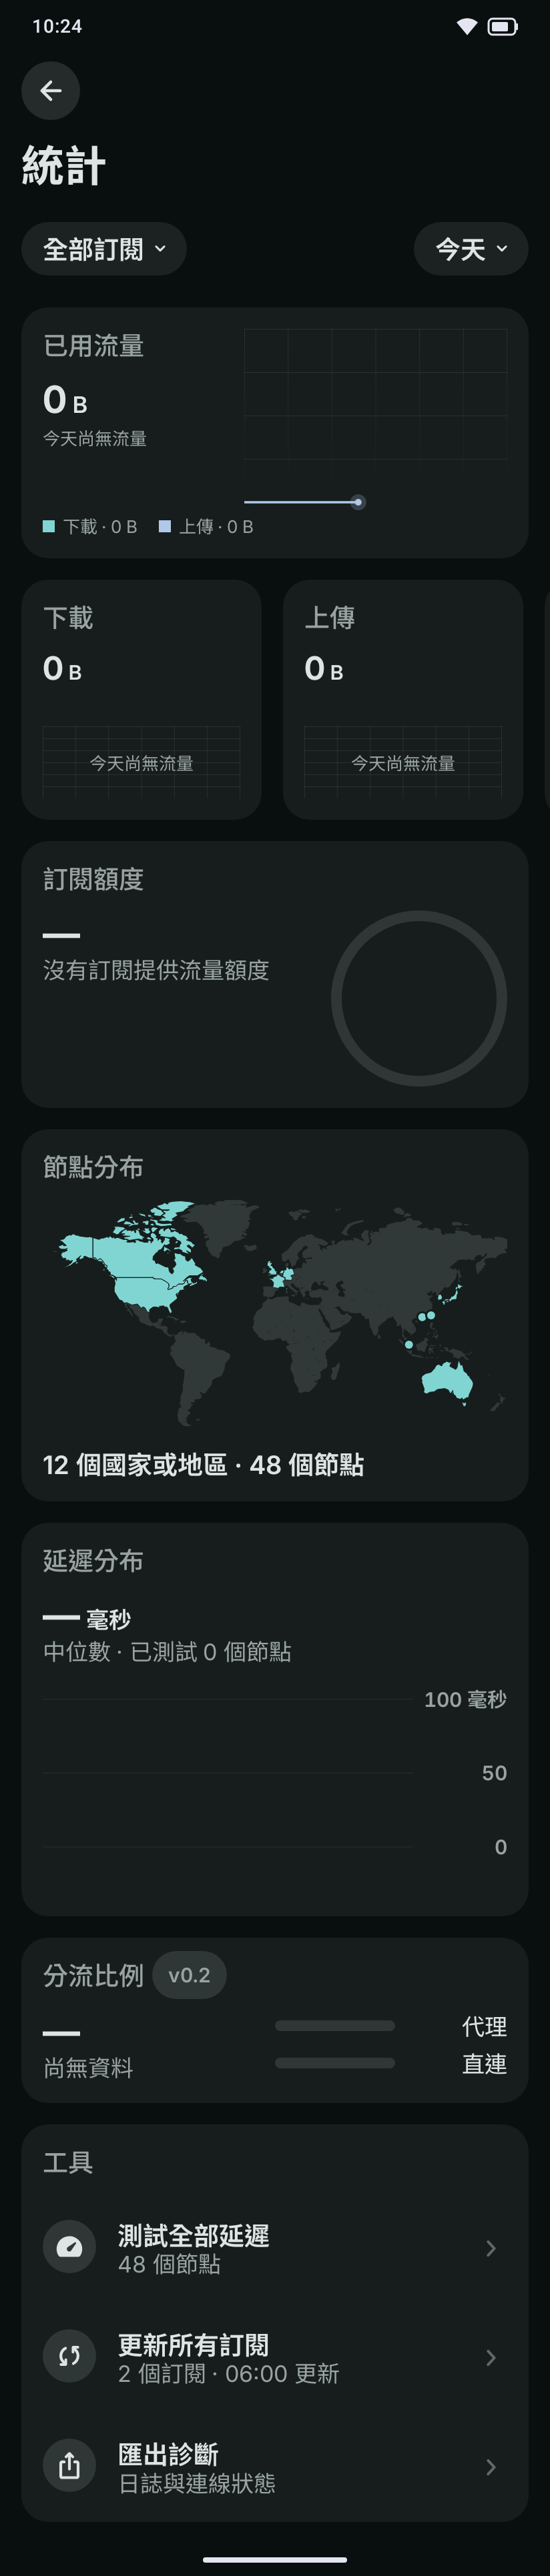 10:24
統計
全部訂閱
今天
已用流量
0 B
今天尚無流量
下載 · 0 B
上傳 · 0 B
下載
0 B
今天尚無流量
上傳
0 B
今天尚無流量
訂閱額度
—
沒有訂閱提供流量額度
節點分布
12 個國家或地區 · 48 個節點
延遲分布
— 毫秒
中位數 · 已測試 0 個節點
100 毫秒
50
0
分流比例
v0.2
—
尚無資料
代理
直連
工具
測試全部延遲
48 個節點
更新所有訂閱
2 個訂閱 · 06:00 更新
匯出診斷
日誌與連線狀態